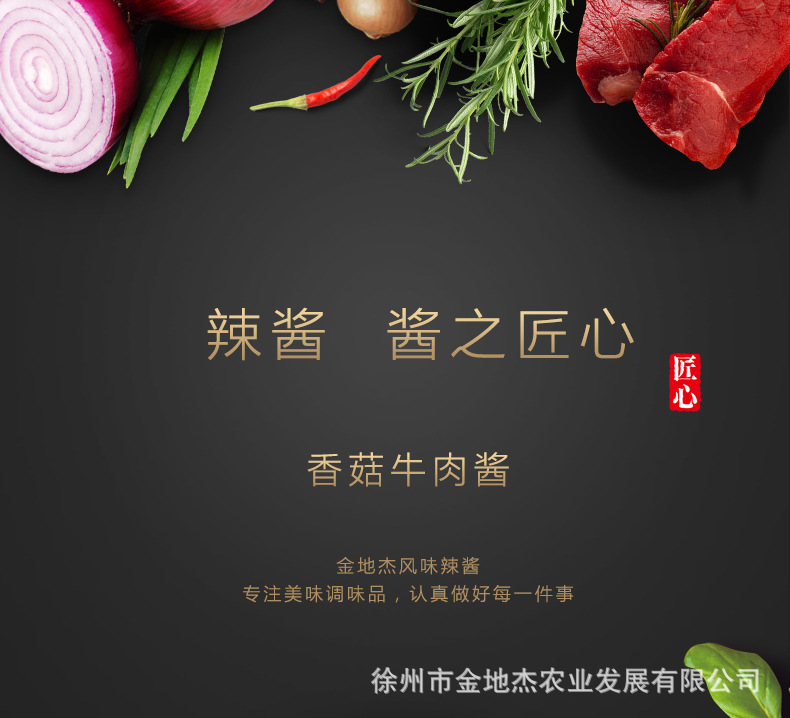 辣酱 酱之匠心
匠心
香菇牛肉酱
金地杰风味辣酱
专注美味调味品，认真做好每一件事
徐州市金地杰农业发展有限公司